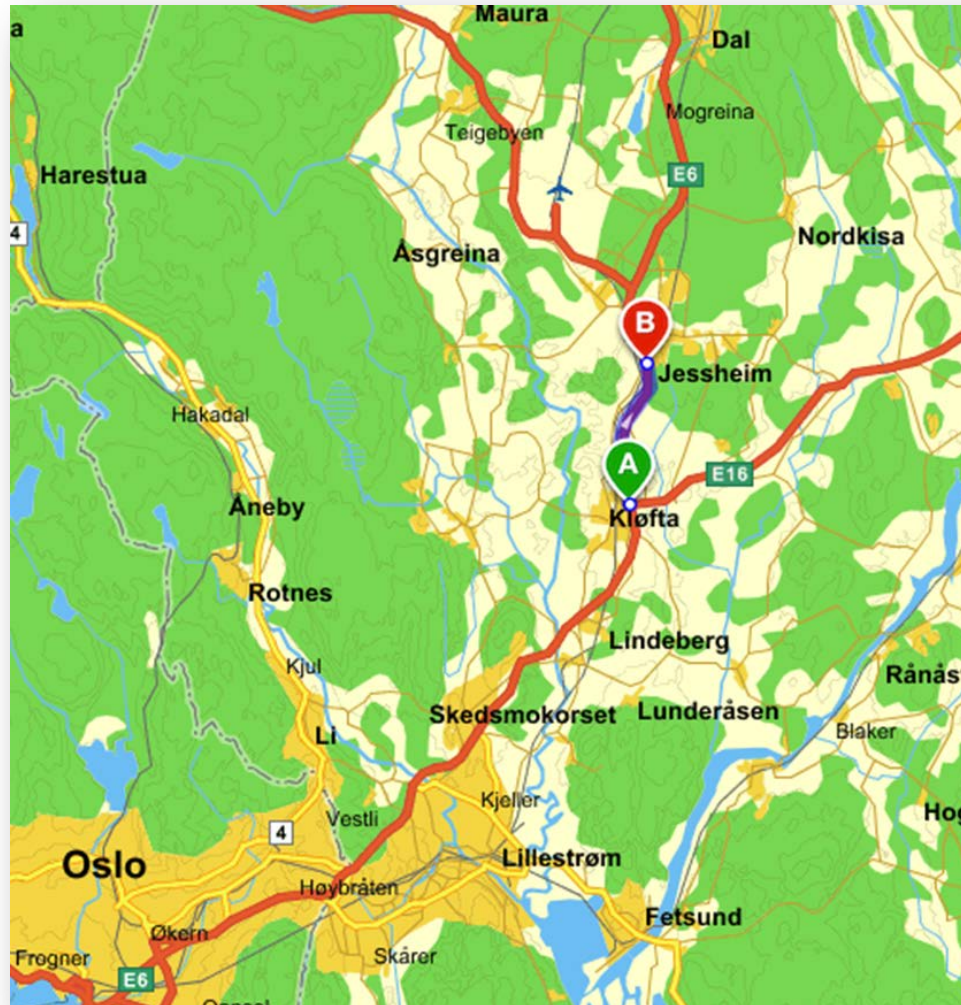 a
Maura
Dal
Mogreina
Teigebyen
E6
Harestua
4
Åsgreina
Nordkisa
B
Jessheim
Hakadal
A
E16
Åneby
Kløfta
Rotnes
Lindeberg
Kjul
Rånås
Skedsmokorset
Lunderåsen
Li
Blaker
Kjeller
Vestli
Hog
4
Oslo
Lillestrøm
Høybråten
Fetsund
Økern
Frogner
Skårer
E6